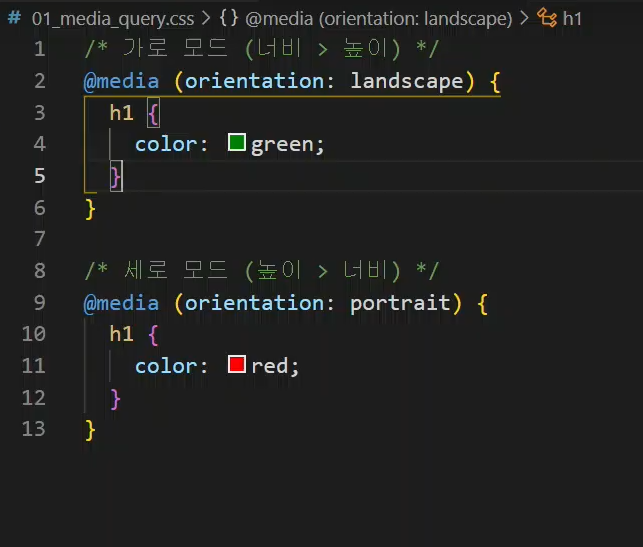 # 01_media_query.css > {} @media (orientation: landscape) > h1
1 /* 가로 모드 (너비 > 높이) */
2 @media (orientation: landscape) {
3 h1 {
4 color: green;
5 }
6 }
7
8 /* 세로 모드 (높이 > 너비) */
9 @media (orientation: portrait) {
10 h1 {
11 color: red;
12 }
13 }